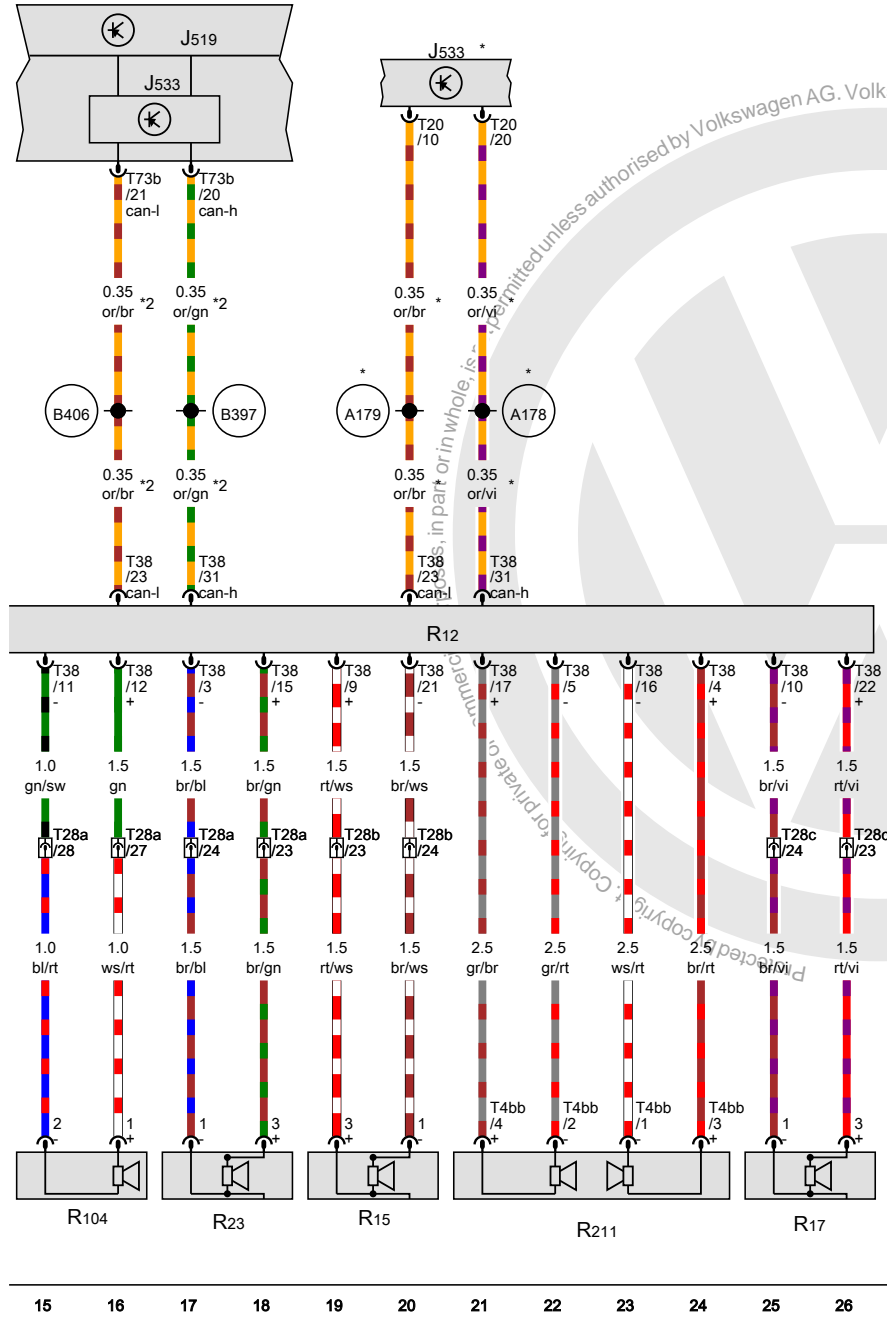 J519
J533 *
J533
T73b
/21
can-l
T73b
/20
can-h
T20
/10
T20
/20
0.35
or/br *2
0.35
or/gn *2
0.35
or/br *
0.35
or/vi *
B406
B397
*
A179
*
A178
0.35
or/br *2
0.35
or/gn *2
0.35
or/br *
0.35
or/vi *
T38
/23
can-l
T38
/31
can-h
T38
/23
can-l
T38
/31
can-h
R12
T38
/11
-
T38
/12
+
T38
/3
-
T38
/15
+
T38
/9
+
T38
/21
-
T38
/17
+
T38
/5
-
T38
/16
-
T38
/4
+
T38
/10
-
T38
/22
+
1.0
gn/sw
1.5
gn
1.5
br/bl
1.5
br/gn
1.5
rt/ws
1.5
br/ws
1.5
br/vi
1.5
rt/vi
T28a
/28
T28a
/27
T28a
/24
T28a
/23
T28b
/23
T28b
/24
T28c
/24
T28c
/23
1.0
bl/rt
1.0
ws/rt
1.5
br/bl
1.5
br/gn
1.5
rt/ws
1.5
br/ws
2.5
gr/br
2.5
gr/rt
2.5
ws/rt
2.5
br/rt
1.5
br/vi
1.5
rt/vi
2
-
1
+
1
-
3
+
3
+
1
-
T4bb
/4
+
T4bb
/2
-
T4bb
/1
-
T4bb
/3
+
1
-
3
+
R104
R23
R15
R211
R17
15 16 17 18 19 20 21 22 23 24 25 26
Protected by copyright. Copying for private or commercial purposes, in part or in whole, is permitted unless authorised by Volkswagen AG. Volk